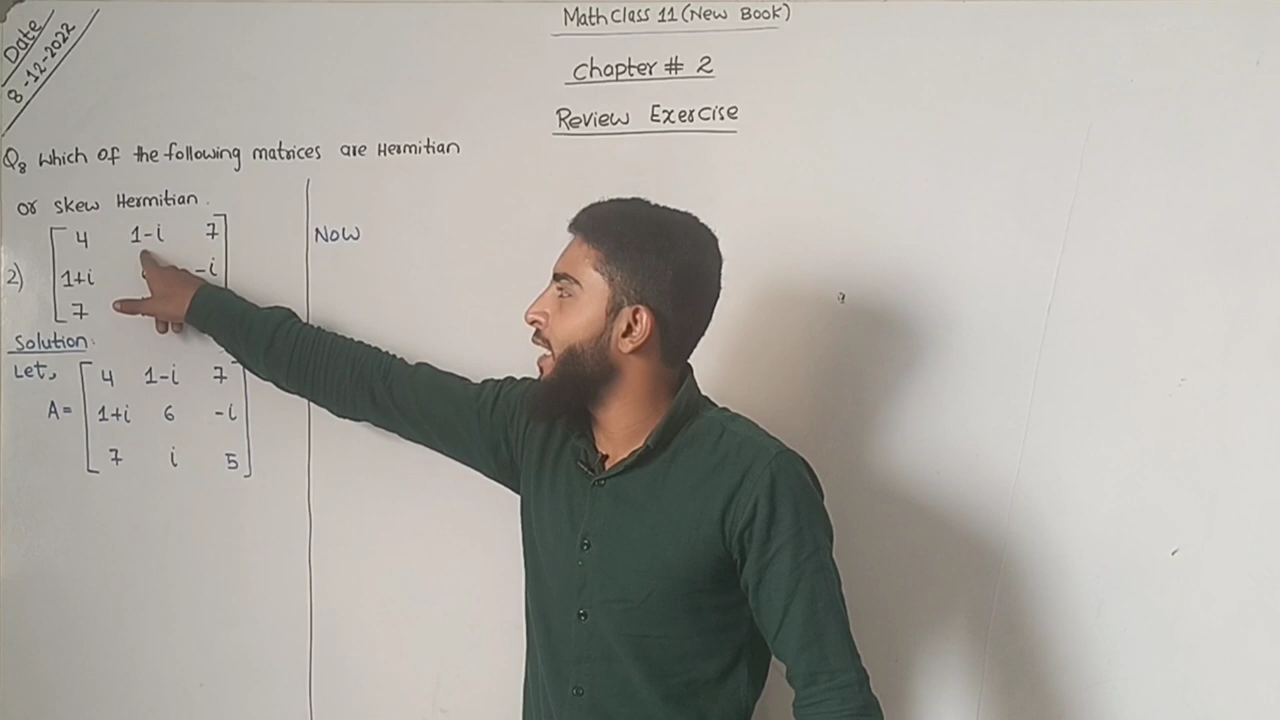 Date
8-12-2022
Math Class 11 (New Book)
Chapter # 2
Review Exercise
Q8 Which of the following matrices are Hermitian
or skew Hermitian.
2) [ 4 1-i 7
1+i -i
7 ]
Solution:
Let,
A = [ 4 1-i 7
1+i 6 -i
7 i 5 ]
Now